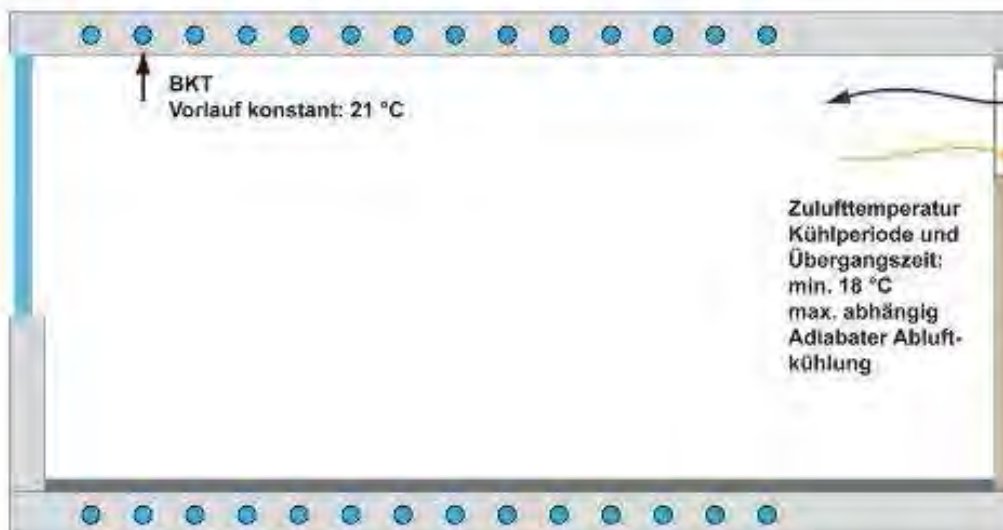 BKT
Vorlauf konstant: 21 °C
Zulufttemperatur
Kühlperiode und
Übergangszeit:
min. 18 °C
max. abhängig
Adiabater Abluft-
kühlung